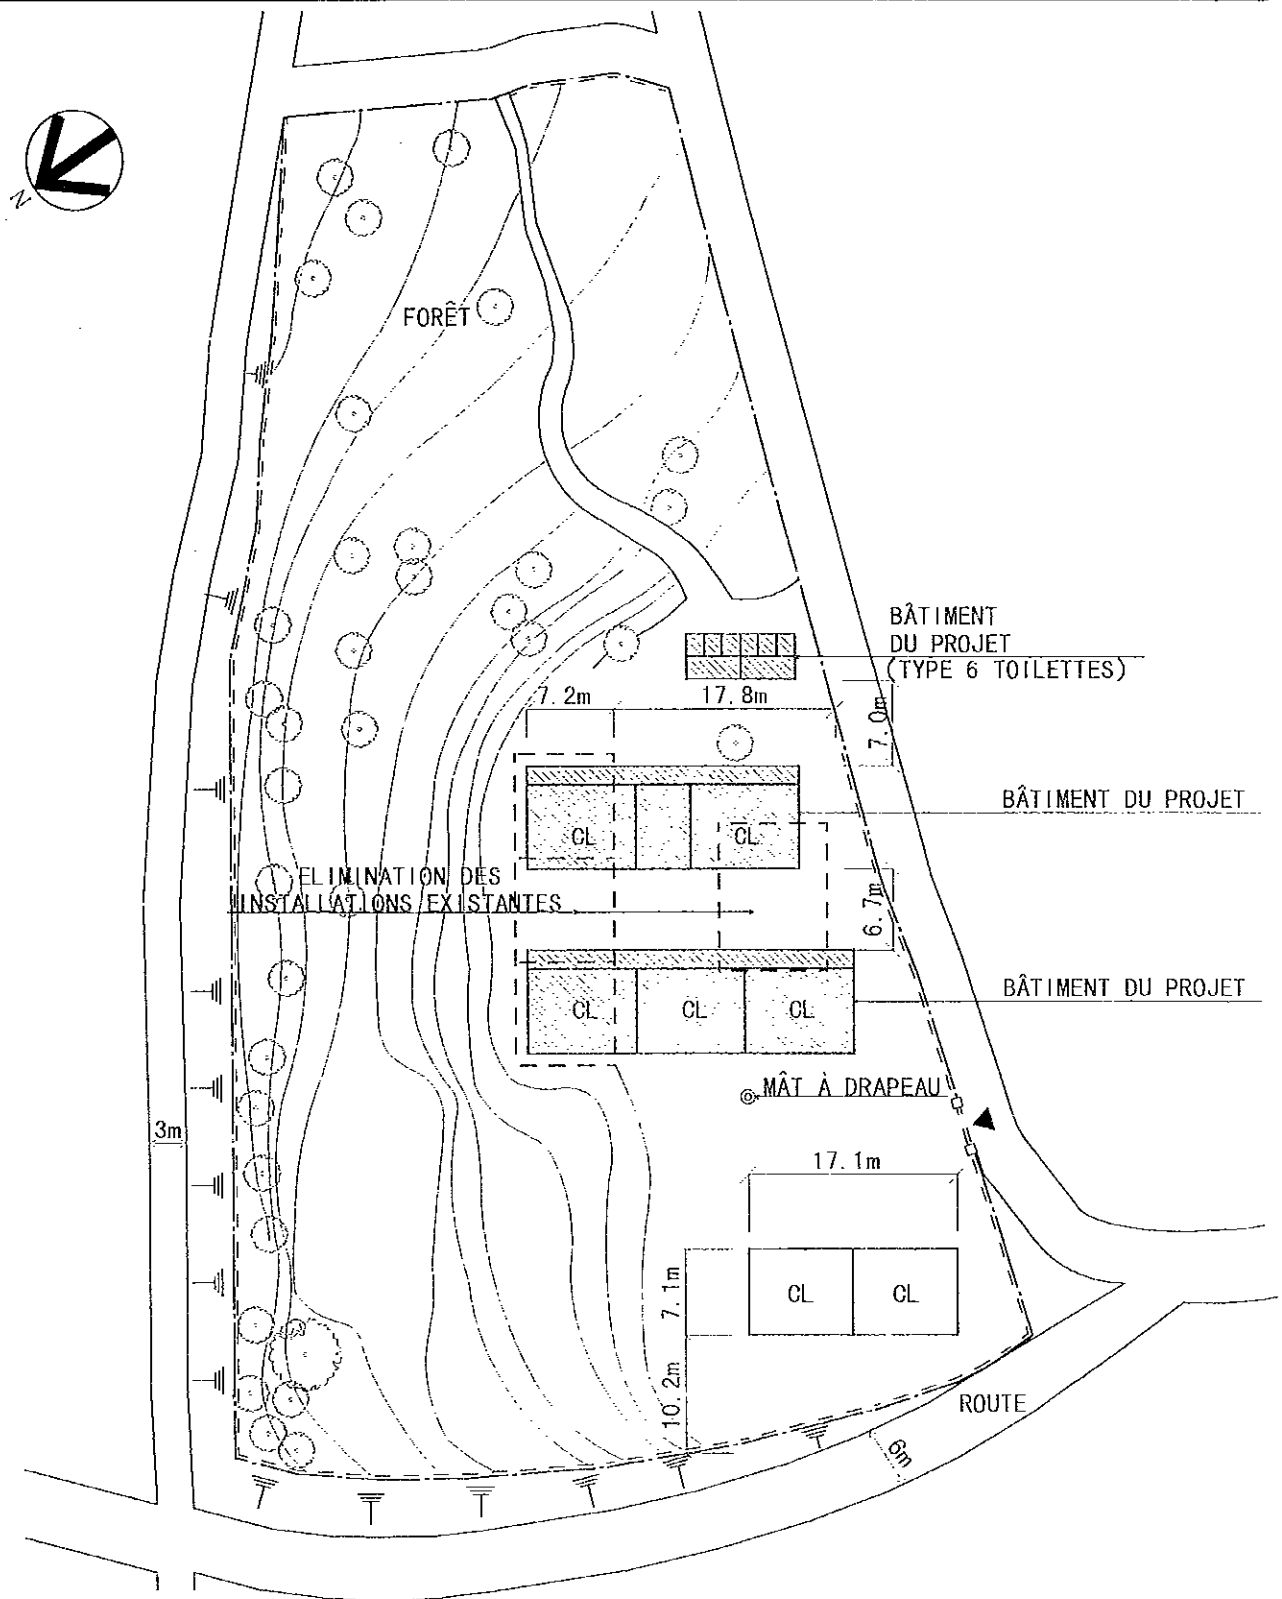 N
FORÊT
BÂTIMENT
DU PROJET
(TYPE 6 TOILETTES)
7.2m
17.8m
7.0m
BÂTIMENT DU PROJET
CL
CL
ELIMINATION DES
INSTALLATIONS EXISTANTES
6.7m
BÂTIMENT DU PROJET
CL
CL
CL
MÂT À DRAPEAU
3m
17.1m
7.1m
CL
CL
10.2m
ROUTE
6m